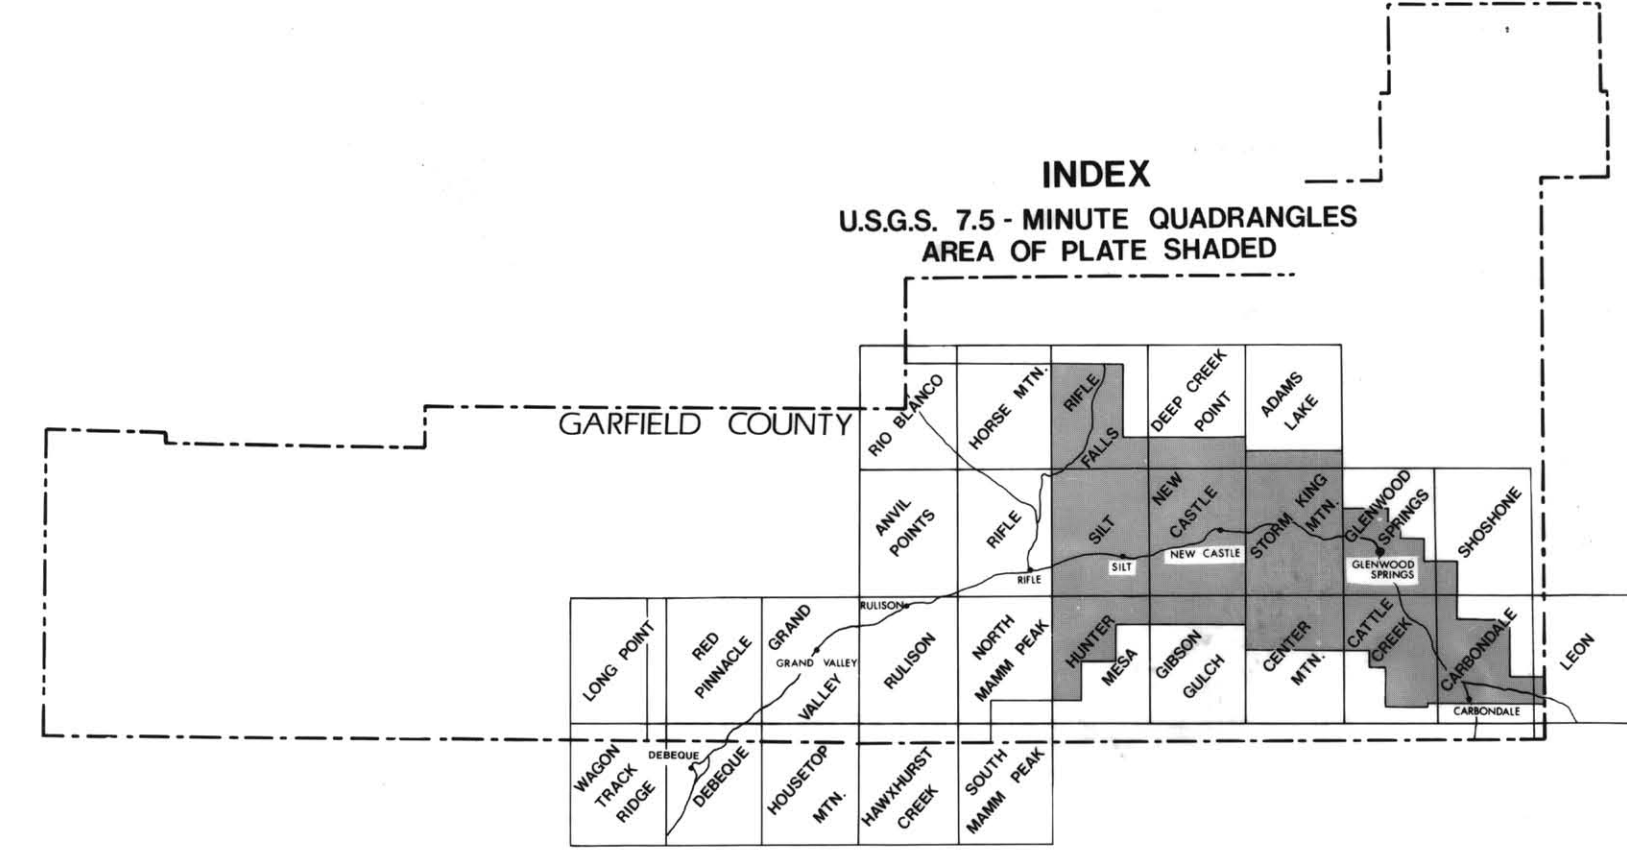 INDEX
U.S.G.S. 7.5 - MINUTE QUADRANGLES
AREA OF PLATE SHADED
GARFIELD COUNTY
RIO BLANCO
HORSE MTN.
RIFLE
FALLS
DEEP CREEK
POINT
ADAMS
LAKE
ANVIL
POINTS
RIFLE
SILT
NEW
CASTLE
STORM KING
MTN.
GLENWOOD
SPRINGS
SHOSHONE
RIFLE
SILT
NEW CASTLE
GLENWOOD
SPRINGS
LONG POINT
RED
PINNACLE
GRAND
VALLEY
GRAND VALLEY
RULISON
RULISON
NORTH
MAMM PEAK
HUNTER
MESA
GIBSON
GULCH
CENTER
MTN.
CATTLE
CREEK
CARBONDALE
CARBONDALE
LEON
WAGON
TRACK
RIDGE
DEBEQUE
DEBEQUE
HOUSETOP
MTN.
HAWXHURST
CREEK
SOUTH
MAMM PEAK